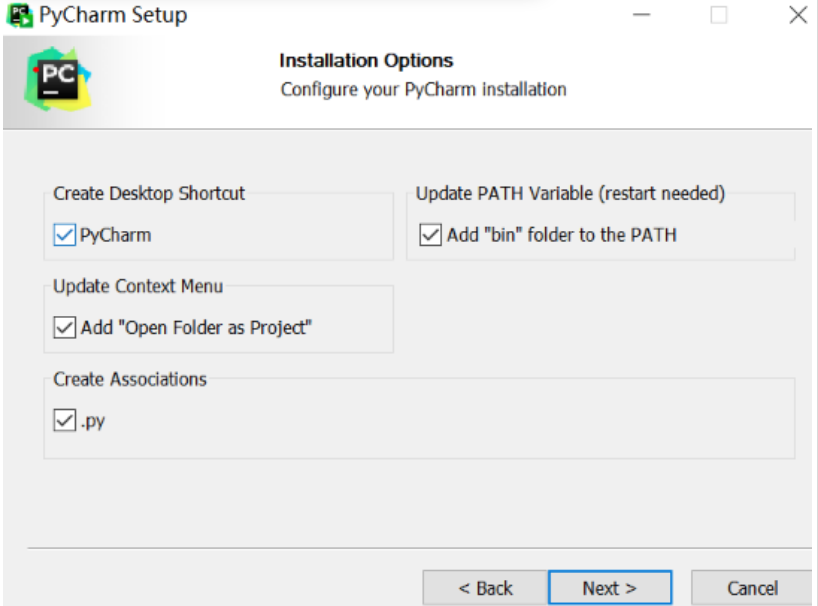 PyCharm Setup
PC
Installation Options
Configure your PyCharm installation
Create Desktop Shortcut
PyCharm
Update PATH Variable (restart needed)
Add "bin" folder to the PATH
Update Context Menu
Add "Open Folder as Project"
Create Associations
.py
< Back
Next >
Cancel